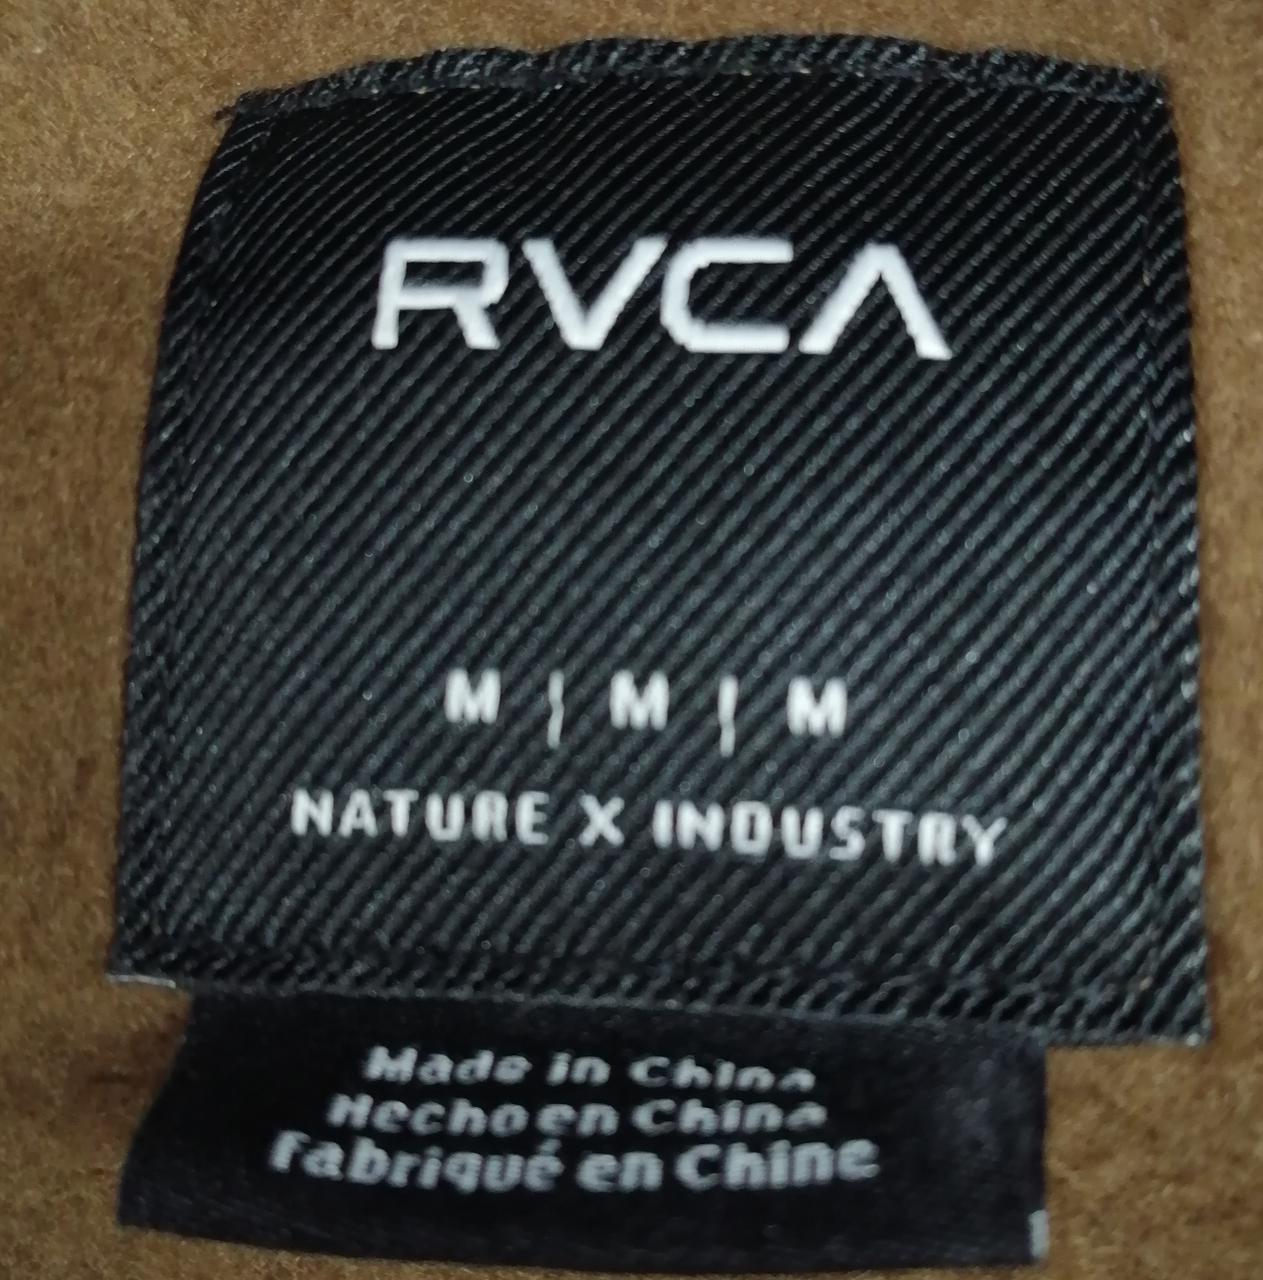 RVCA
M | M | M
NATURE X INDUSTRY
Made in China
Hecho en China
Fabriqué en Chine